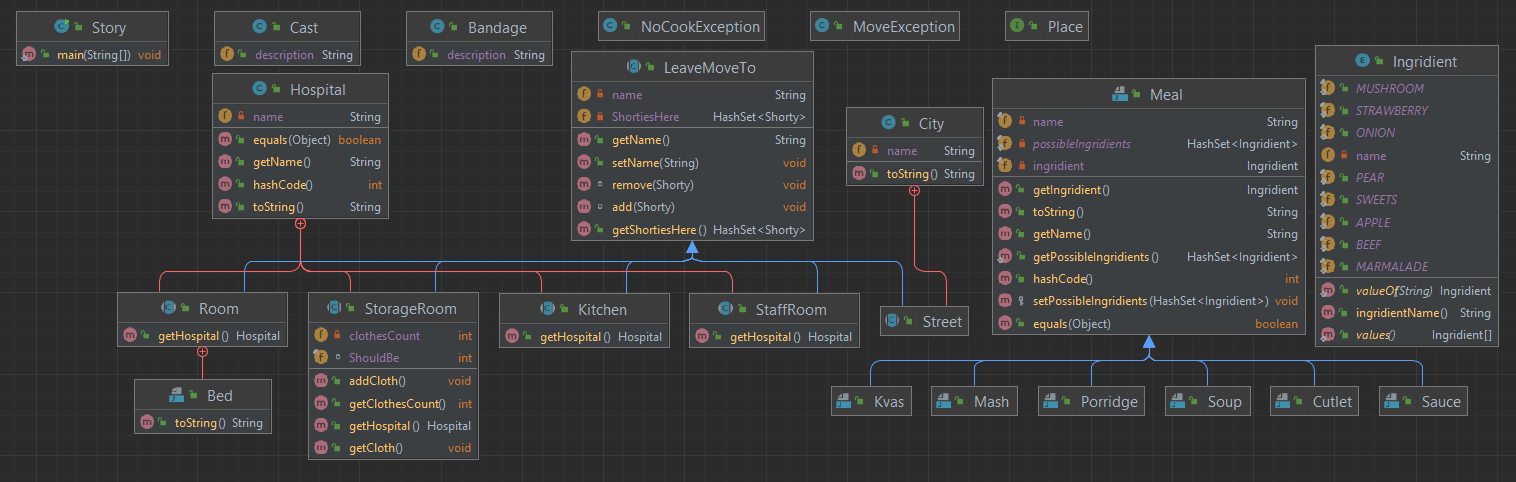 Story
main(String[]) void
Cast
description String
Bandage
description String
NoCookException
MoveException
Place
Hospital
name String
equals(Object) boolean
getName() String
hashCode() int
toString() String
LeaveMoveTo
name String
ShortiesHere HashSet<Shorty>
getName() String
setName(String) void
remove(Shorty) void
add(Shorty) void
getShortiesHere() HashSet<Shorty>
City
name String
toString() String
Meal
name String
possibleIngridients HashSet<Ingridient>
ingridient Ingridient
getIngridient() Ingridient
toString() String
getName() String
getPossibleIngridients() HashSet<Ingridient>
hashCode() int
setPossibleIngridients(HashSet<Ingridient>) void
equals(Object) boolean
Ingridient
MUSHROOM
STRAWBERRY
ONION
name String
PEAR
SWEETS
APPLE
BEEF
MARMALADE
valueOf(String) Ingridient
ingridientName() String
values() Ingridient[]
Room
getHospital() Hospital
StorageRoom
clothesCount int
ShouldBe int
addCloth() void
getClothesCount() int
getHospital() Hospital
getCloth() void
Kitchen
getHospital() Hospital
StaffRoom
getHospital() Hospital
Street
Bed
toString() String
Kvas
Mash
Porridge
Soup
Cutlet
Sauce